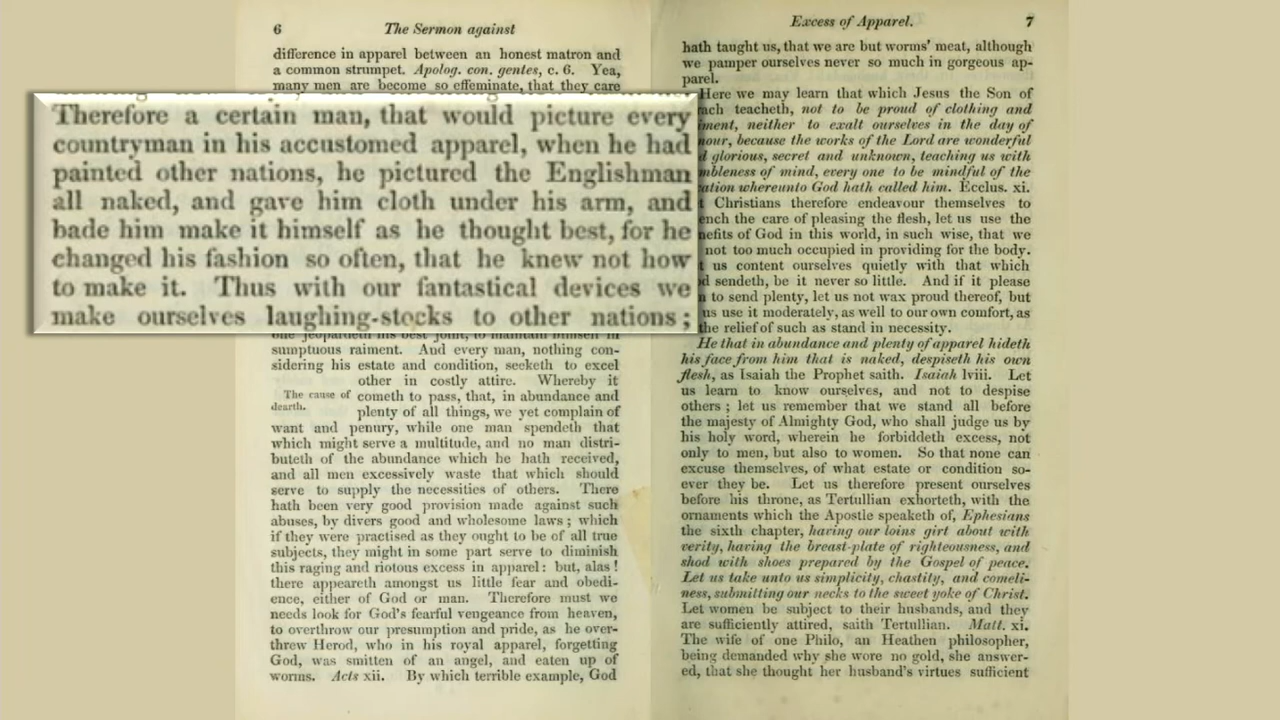 6
The Sermon against
difference in apparel between an honest matron and
a common strumpet. Apolog. con. gentes, c. 6. Yea,
many men are become so effeminate, that they care
Therefore a certain man, that would picture every
countryman in his accustomed apparel, when he had
painted other nations, he pictured the Englishman
all naked, and gave him cloth under his arm, and
bade him make it himself as he thought best, for he
changed his fashion so often, that he knew not how
to make it. Thus with our fantastical devices we
make ourselves laughing-stocks to other nations;
sumptuous raiment. And every man, nothing con-
sidering his estate and condition, seeketh to excel
other in costly attire. Whereby it
The cause of
dearth.
cometh to pass, that, in abundance and
plenty of all things, we yet complain of
want and penury, while one man spendeth that
which might serve a multitude, and no man distri-
buteth of the abundance which he hath received,
and all men excessively waste that which should
serve to supply the necessities of others. There
hath been very good provision made against such
abuses, by divers good and wholesome laws; which
if they were practised as they ought to be of all true
subjects, they might in some part serve to diminish
this raging and riotous excess in apparel: but, alas!
there appeareth amongst us little fear and obedi-
ence, either of God or man. Therefore must we
needs look for God's fearful vengeance from heaven,
to overthrow our presumption and pride, as he over-
threw Herod, who in his royal apparel, forgetting
God, was smitten of an angel, and eaten up of
worms. Acts xii. By which terrible example, God
Excess of Apparel.
7
hath taught us, that we are but worms' meat, although
we pamper ourselves never so much in gorgeous ap-
parel.
Here we may learn that which Jesus the Son of
teacheth, not to be proud of clothing and
neither to exalt ourselves in the day of
because the works of the Lord are wonderful
glorious, secret and unknown, teaching us with
of mind, every one to be mindful of the
whereunto God hath called him. Ecclus. xi.
Christians therefore endeavour themselves to
the care of pleasing the flesh, let us use the
of God in this world, in such wise, that we
not too much occupied in providing for the body.
us content ourselves quietly with that which
sendeth, be it never so little. And if it please
to send plenty, let us not wax proud thereof, but
us use it moderately, as well to our own comfort, as
the relief of such as stand in necessity.
He that in abundance and plenty of apparel hideth
his face from him that is naked, despiseth his own
flesh, as Isaiah the Prophet saith. Isaiah lviii. Let
us learn to know ourselves, and not to despise
others; let us remember that we stand all before
the majesty of Almighty God, who shall judge us by
his holy word, wherein he forbiddeth excess, not
only to men, but also to women. So that none can
excuse themselves, of what estate or condition so-
ever they be. Let us therefore present ourselves
before his throne, as Tertullian exhorteth, with the
ornaments which the Apostle speaketh of, Ephesians
the sixth chapter, having our loins girt about with
verity, having the breast-plate of righteousness, and
shod with shoes prepared by the Gospel of peace.
Let us take unto us simplicity, chastity, and comeli-
ness, submitting our necks to the sweet yoke of Christ.
Let women be subject to their husbands, and they
are sufficiently attired, saith Tertullian. Matt. xi.
The wife of one Philo, an Heathen philosopher,
being demanded why she wore no gold, she answer-
ed, that she thought her husband's virtues sufficient